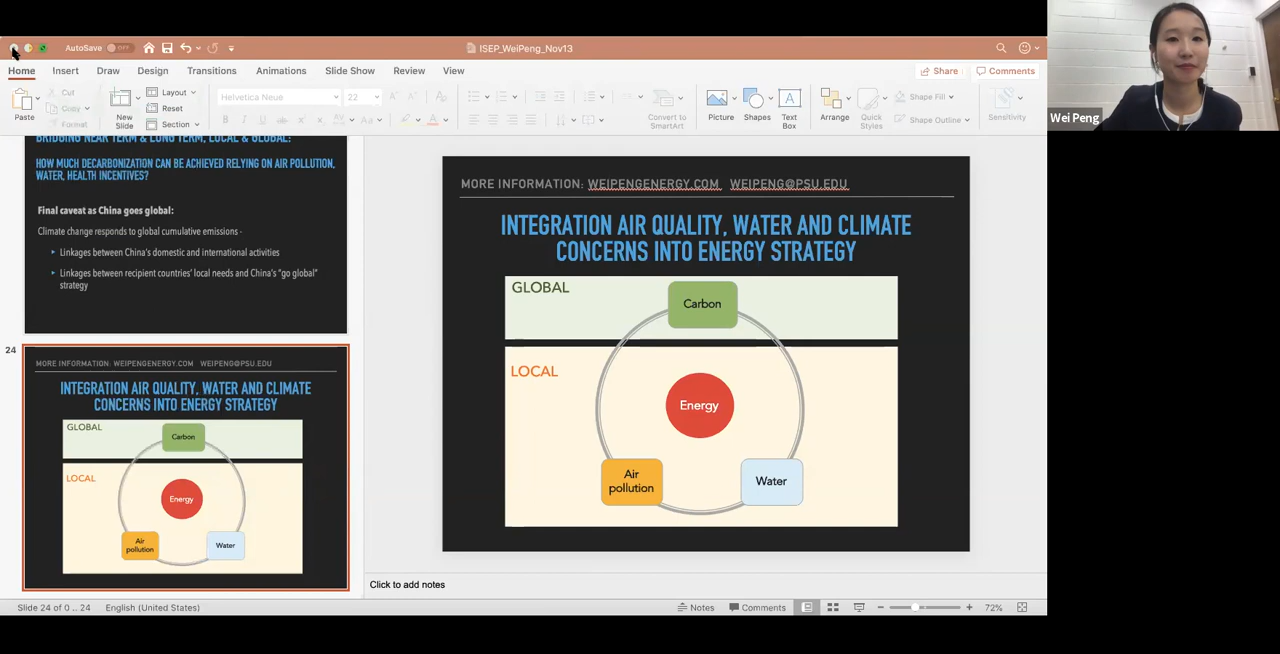 AutoSave OFF
ISEP_WeiPeng_Nov13
Home Insert Draw Design Transitions Animations Slide Show Review View
Share Comments
Paste
Cut
Copy
Format
New Slide
Layout
Reset
Section
Helvetica Neue 22
Convert to SmartArt
Picture
Shapes
Text Box
Arrange
Quick Styles
Shape Fill
Shape Outline
Sensitivity
Wei Peng
BRIDGING NEAR TERM & LONG TERM, LOCAL & GLOBAL:
HOW MUCH DECARBONIZATION CAN BE ACHIEVED RELYING ON AIR POLLUTION,
WATER, HEALTH INCENTIVES?
Final caveat as China goes global:
Climate change responds to global cumulative emissions -
Linkages between China's domestic and international activities
Linkages between recipient countries' local needs and China's "go global"
strategy
24
MORE INFORMATION: WEIPENGENERGY.COM WEIPENG@PSU.EDU
INTEGRATION AIR QUALITY, WATER AND CLIMATE
CONCERNS INTO ENERGY STRATEGY
GLOBAL
Carbon
LOCAL
Energy
Air
pollution
Water
MORE INFORMATION: WEIPENGENERGY.COM WEIPENG@PSU.EDU
INTEGRATION AIR QUALITY, WATER AND CLIMATE
CONCERNS INTO ENERGY STRATEGY
GLOBAL
Carbon
LOCAL
Energy
Air
pollution
Water
Click to add notes
Slide 24 of 0 .. 24 English (United States)
Notes Comments 72%